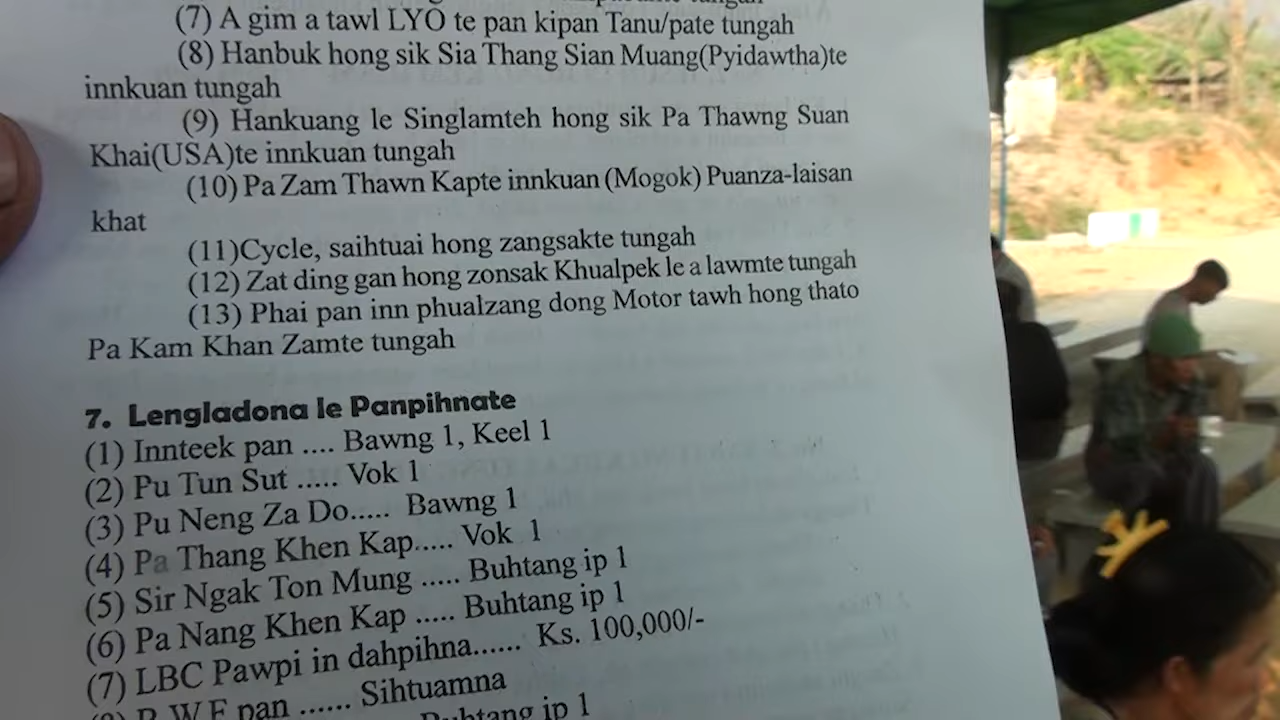 (7) A gim a tawl LYO te pan kipan Tanu/pate tungah
(8) Hanbuk hong sik Sia Thang Sian Muang(Pyidawtha)te
innkuan tungah
(9) Hankuang le Singlamteh hong sik Pa Thawng Suan
Khai(USA)te innkuan tungah
(10) Pa Zam Thawn Kapte innkuan (Mogok) Puanza-laisan
khat
(11)Cycle, saihtuai hong zangsakte tungah
(12) Zat ding gan hong zonsak Khualpek le a lawmte tungah
(13) Phai pan inn phualzang dong Motor tawh hong thato
Pa Kam Khan Zamte tungah
7. Lengladona le Panpihnate
(1) Innteek pan .... Bawng 1, Keel 1
(2) Pu Tun Sut ..... Vok 1
(3) Pu Neng Za Do..... Bawng 1
(4) Pa Thang Khen Kap..... Vok 1
(5) Sir Ngak Ton Mung ..... Buhtang ip 1
(6) Pa Nang Khen Kap ..... Buhtang ip 1
(7) LBC Pawpi in dahpihna...... Ks. 100,000/-
pan ...... Sihtuamna
Buhtang ip 1